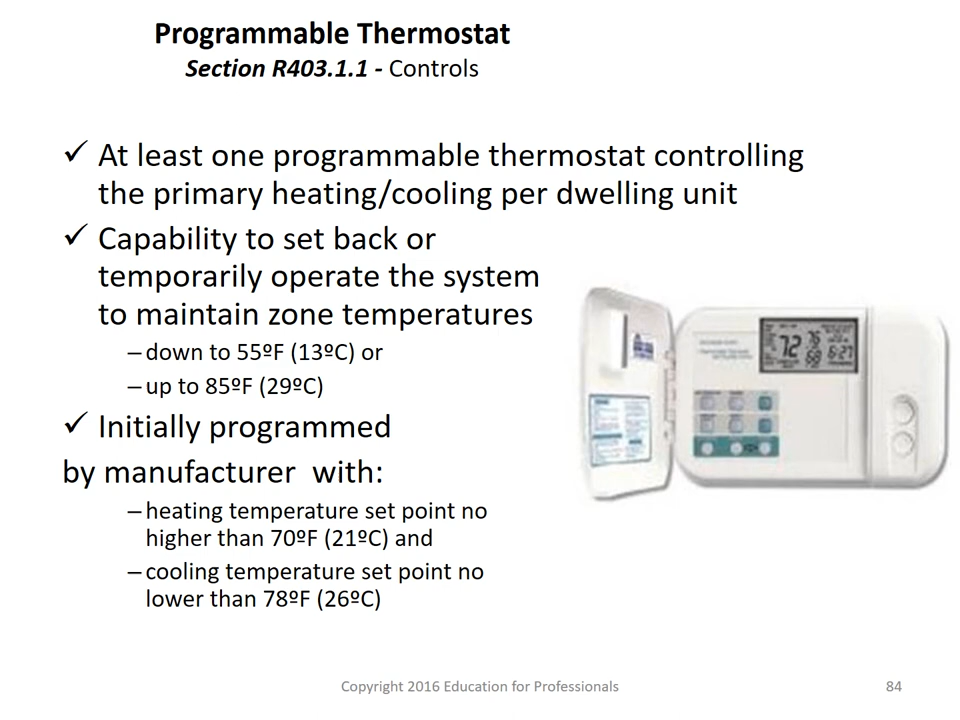 Programmable Thermostat
Section R403.1.1 - Controls
✓ At least one programmable thermostat controlling
the primary heating/cooling per dwelling unit
✓ Capability to set back or
temporarily operate the system
to maintain zone temperatures
– down to 55ºF (13ºC) or
– up to 85ºF (29ºC)
✓ Initially programmed
by manufacturer  with:
– heating temperature set point no
higher than 70ºF (21ºC) and
– cooling temperature set point no
lower than 78ºF (26ºC)
72
6:27
Copyright 2016 Education for Professionals
84